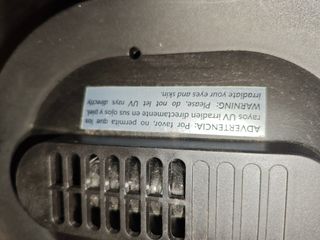 ADVERTENCIA: Por favor, no permita que los
rayos UV irradien directamente en sus ojos y piel.
WARNING: Please, do not let UV rays directly
irradiate your eyes and skin.